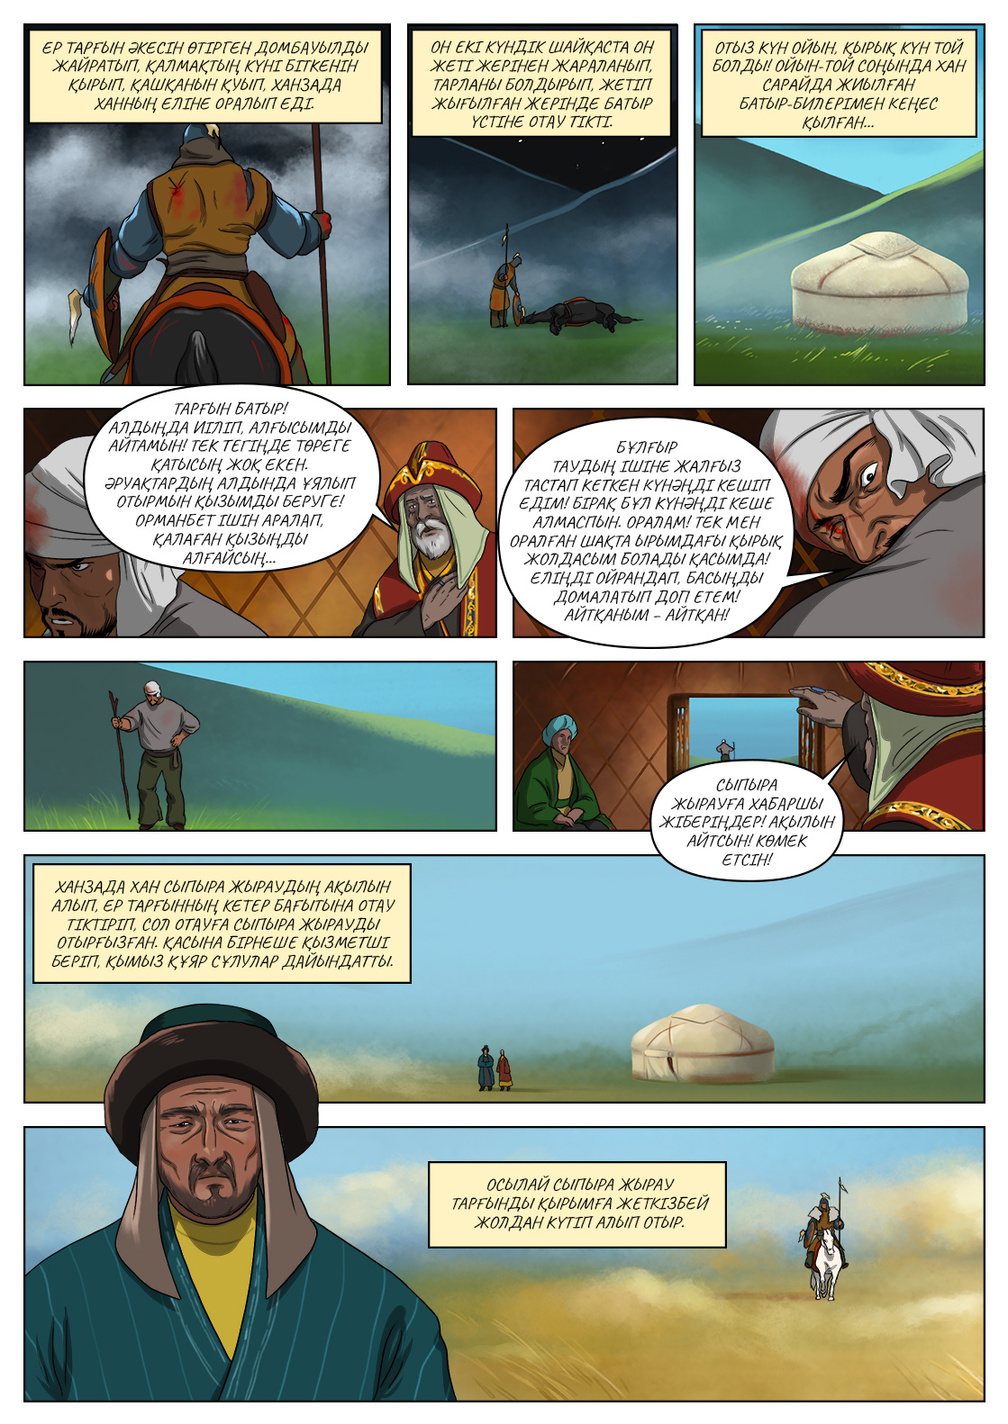 ЕР ТАРҒЫН ӘКЕСІН ӨТІРГЕН ДОМБАУЫЛДЫ
ЖАЙРАТЫП, ҚАЛМАҚТЫҢ КҮНІ БІТКЕНІН
ҚЫРЫП, ҚАШҚАНЫН ҚУЫП, ХАНЗАДА
ХАННЫҢ ЕЛІНЕ ОРАЛЫП ЕДІ.
ОН ЕКІ КҮНДІК ШАЙҚАСТА ОН
ЖЕТІ ЖЕРІНЕН ЖАРАЛАНЫП,
ТАРЛАНЫ БОЛДЫРЫП, ЖЕТІП
ЖЫҒЫЛҒАН ЖЕРІНДЕ БАТЫР
ҮСТІНЕ ОТАУ ТІКТІ.
ОТЫЗ КҮН ОЙЫН, ҚЫРЫҚ КҮН ТОЙ
БОЛДЫ! ОЙЫН-ТОЙ СОҢЫНДА ХАН
САРАЙДА ЖИЫЛҒАН
БАТЫР-БИЛЕРІМЕН КЕҢЕС
ҚЫЛҒАН...
ТАРҒЫН БАТЫР!
АЛДЫҢДА ИІЛІП, АЛҒЫСЫМДЫ
АЙТАМЫН! ТЕК ТЕГІҢДЕ ТӨРЕГЕ
ҚАТЫСЫҢ ЖОҚ ЕКЕН.
ӘРУАҚТАРДЫҢ АЛДЫНДА ҰЯЛЫП
ОТЫРМЫН ҚЫЗЫМДЫ БЕРУГЕ!
ОРМАНБЕТ ІШІН АРАЛАП,
ҚАЛАҒАН ҚЫЗЫҢДЫ
АЛҒАЙСЫҢ...
БҰЛҒЫР
ТАУДЫҢ ІШІНЕ ЖАЛҒЫЗ
ТАСТАП КЕТКЕН КҮНӘҢДІ КЕШІП
ЕДІМ! БІРАҚ БҰЛ КҮНӘҢДІ КЕШЕ
АЛМАСПЫН. ОРАЛАМ! ТЕК МЕН
ОРАЛҒАН ШАҚТА ЫРЫМДАҒЫ ҚЫРЫҚ
ЖОЛДАСЫМ БОЛАДЫ ҚАСЫМДА!
ЕЛІҢДІ ОЙРАНДАП, БАСЫҢДЫ
ДОМАЛАТЫП ДОП ЕТЕМ!
АЙТҚАНЫМ – АЙТҚАН!
СЫПЫРА
ЖЫРАУҒА ХАБАРШЫ
ЖІБЕРІҢДЕР! АҚЫЛЫН
АЙТСЫН! КӨМЕК
ЕТСІН!
ХАНЗАДА ХАН СЫПЫРА ЖЫРАУДЫҢ АҚЫЛЫН
АЛЫП, ЕР ТАРҒЫННЫҢ КЕТЕР БАҒЫТЫНА ОТАУ
ТІКТІРІП, СОЛ ОТАУҒА СЫПЫРА ЖЫРАУДЫ
ОТЫРҒЫЗҒАН. ҚАСЫНА БІРНЕШЕ ҚЫЗМЕТШІ
БЕРІП, ҚЫМЫЗ ҚҰЯР СҰЛУЛАР ДАЙЫНДАТТЫ.
ОСЫЛАЙ СЫПЫРА ЖЫРАУ
ТАРҒЫНДЫ ҚЫРЫМҒА ЖЕТКІЗБЕЙ
ЖОЛДАН КҮТІП АЛЫП ОТЫР.